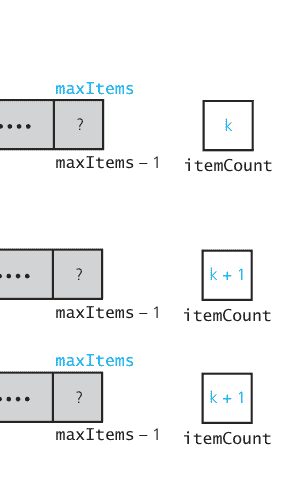 maxItems
•••• ? k
maxItems – 1 itemCount
•••• ? k + 1
maxItems – 1 itemCount
maxItems
•••• ? k + 1
maxItems – 1 itemCount